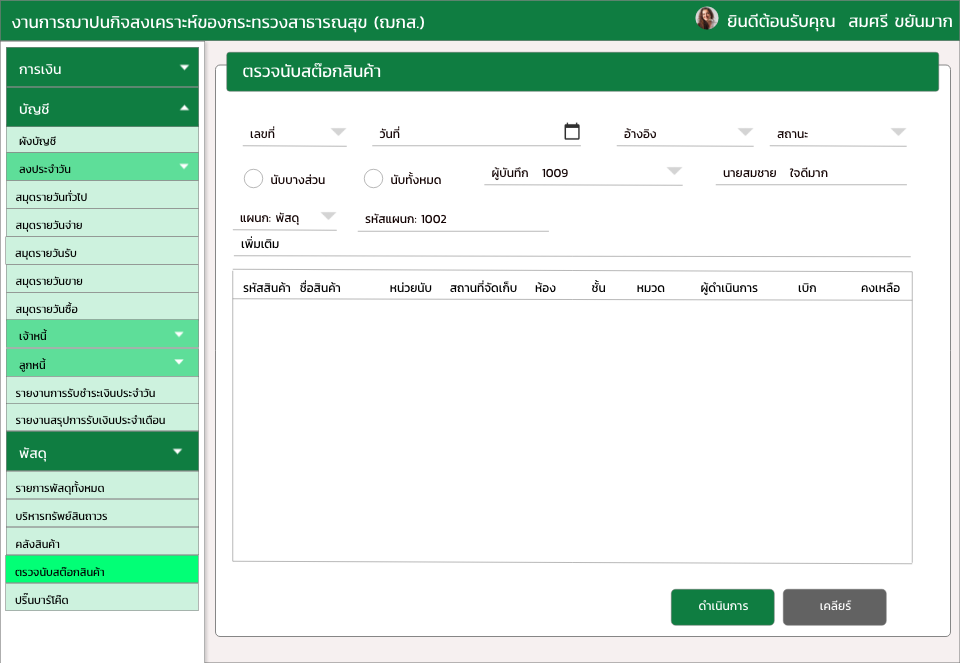 งานการฌาปนกิจสงเคราะห์ของกระทรวงสาธารณสุข (ฌกส.)
ยินดีต้อนรับคุณ สมศรี ขยันมาก
การเงิน
บัญชี
ผังบัญชี
ลงประจำวัน
สมุดรายวันทั่วไป
สมุดรายวันจ่าย
สมุดรายวันรับ
สมุดรายวันขาย
สมุดรายวันซื้อ
เจ้าหนี้
ลูกหนี้
รายงานการรับชำระเงินประจำวัน
รายงานสรุปการรับเงินประจำเดือน
พัสดุ
รายการพัสดุทั้งหมด
บริหารทรัพย์สินถาวร
คลังสินค้า
ตรวจนับสต๊อกสินค้า
ปริ้นบาร์โค๊ด
ตรวจนับสต๊อกสินค้า
เลขที่ วันที่ อ้างอิง สถานะ
นับบางส่วน นับทั้งหมด ผู้บันทึก 1009 นายสมชาย ใจดีมาก
แผนก: พัสดุ รหัสแผนก: 1002
เพิ่มเติม
รหัสสินค้า ชื่อสินค้า หน่วยนับ สถานที่จัดเก็บ ห้อง ชั้น หมวด ผู้ดำเนินการ เบิก คงเหลือ
ดำเนินการ เคลียร์